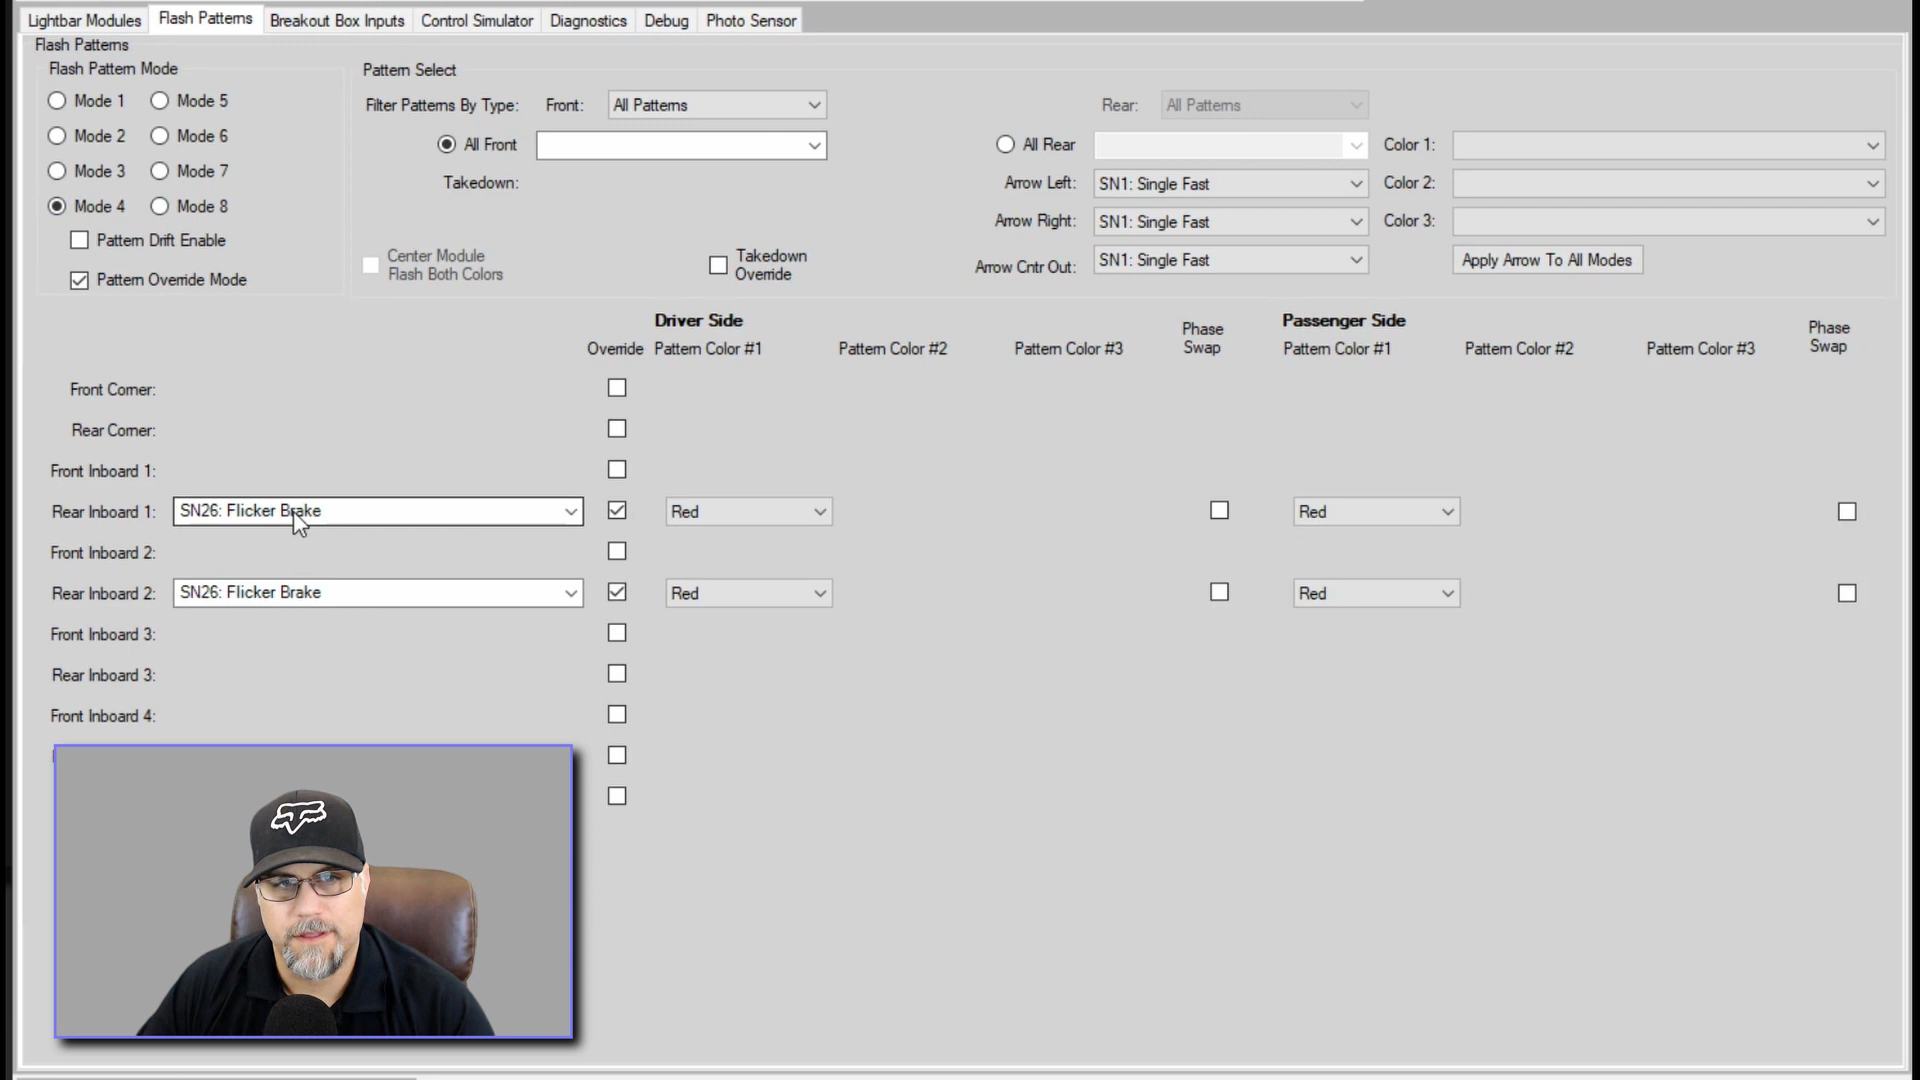 Lightbar Modules Flash Patterns Breakout Box Inputs Control Simulator Diagnostics Debug Photo Sensor
Flash Patterns
Flash Pattern Mode
Mode 1 Mode 5
Mode 2 Mode 6
Mode 3 Mode 7
Mode 4 Mode 8
Pattern Drift Enable
Pattern Override Mode
Pattern Select
Filter Patterns By Type: Front: All Patterns Rear: All Patterns
All Front All Rear Color 1:
Takedown: Arrow Left: SN1: Single Fast Color 2:
Arrow Right: SN1: Single Fast Color 3:
Center Module
Flash Both Colors
Takedown
Override
Arrow Cntr Out: SN1: Single Fast Apply Arrow To All Modes
Driver Side Passenger Side
Override Pattern Color #1 Pattern Color #2 Pattern Color #3
Phase
Swap
Pattern Color #1 Pattern Color #2 Pattern Color #3
Phase
Swap
Front Corner:
Rear Corner:
Front Inboard 1:
Rear Inboard 1: SN26: Flicker Brake Red Red
Front Inboard 2:
Rear Inboard 2: SN26: Flicker Brake Red Red
Front Inboard 3:
Rear Inboard 3:
Front Inboard 4: